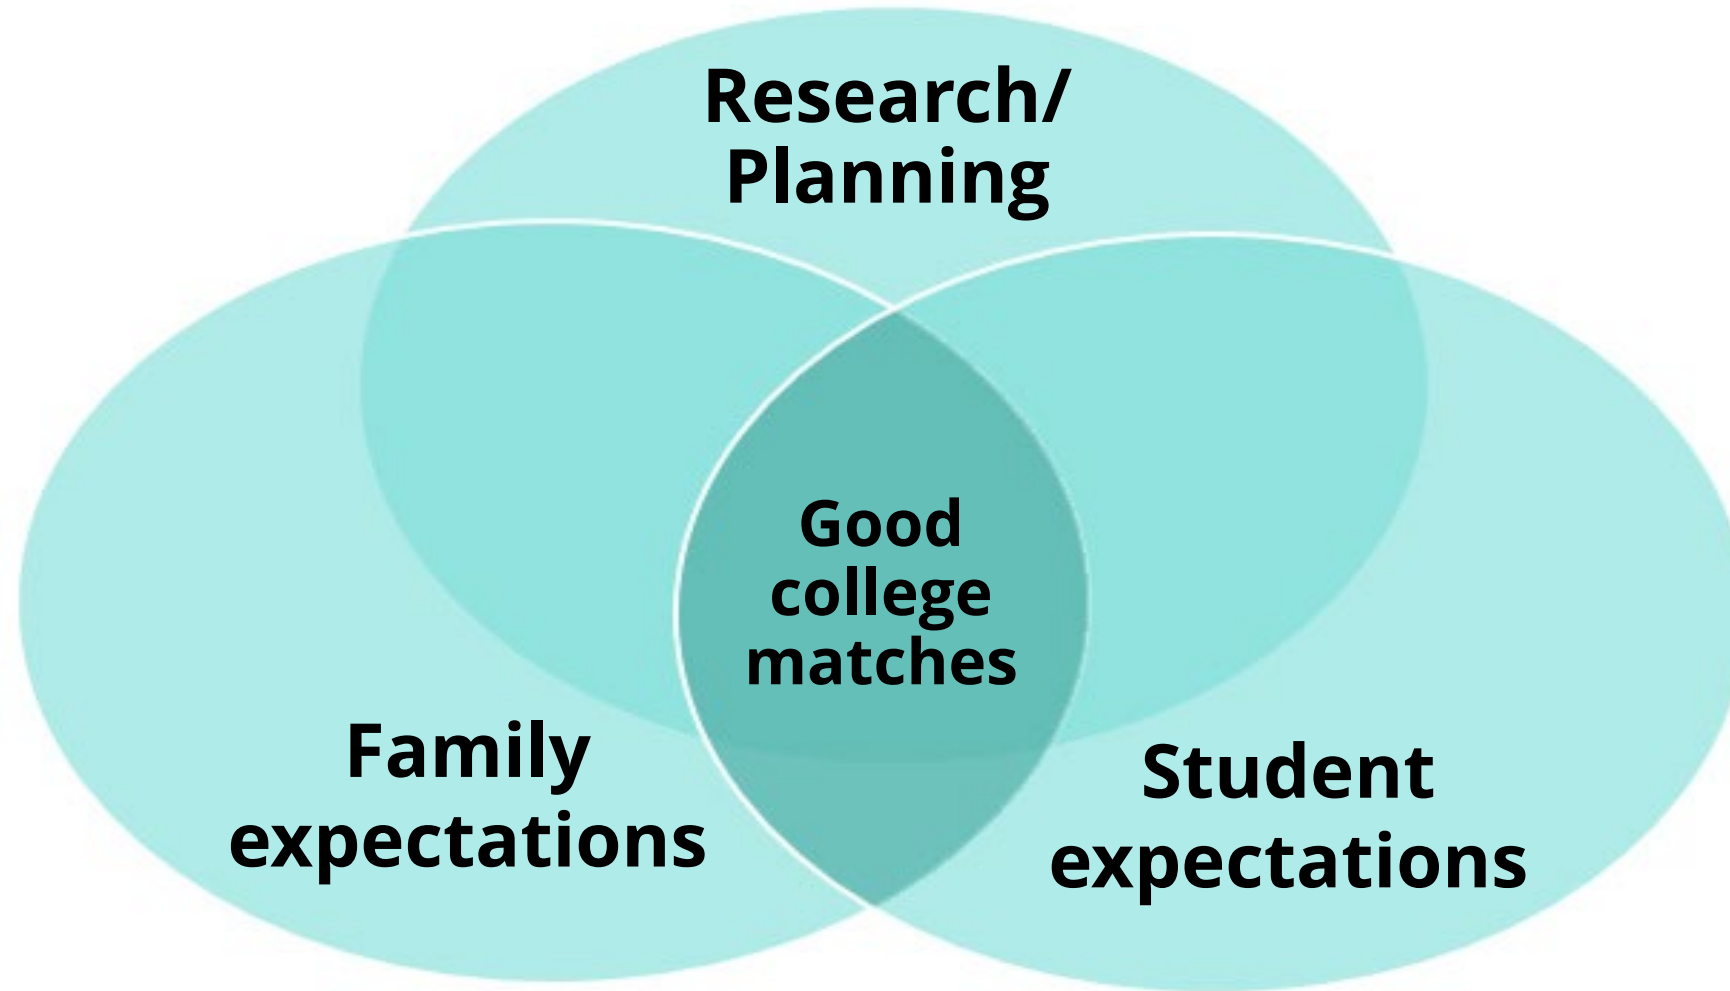 Research/
Planning
Good
college
matches
Family
expectations
Student
expectations